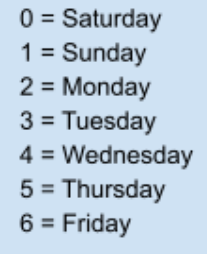 0 = Saturday
1 = Sunday
2 = Monday
3 = Tuesday
4 = Wednesday
5 = Thursday
6 = Friday